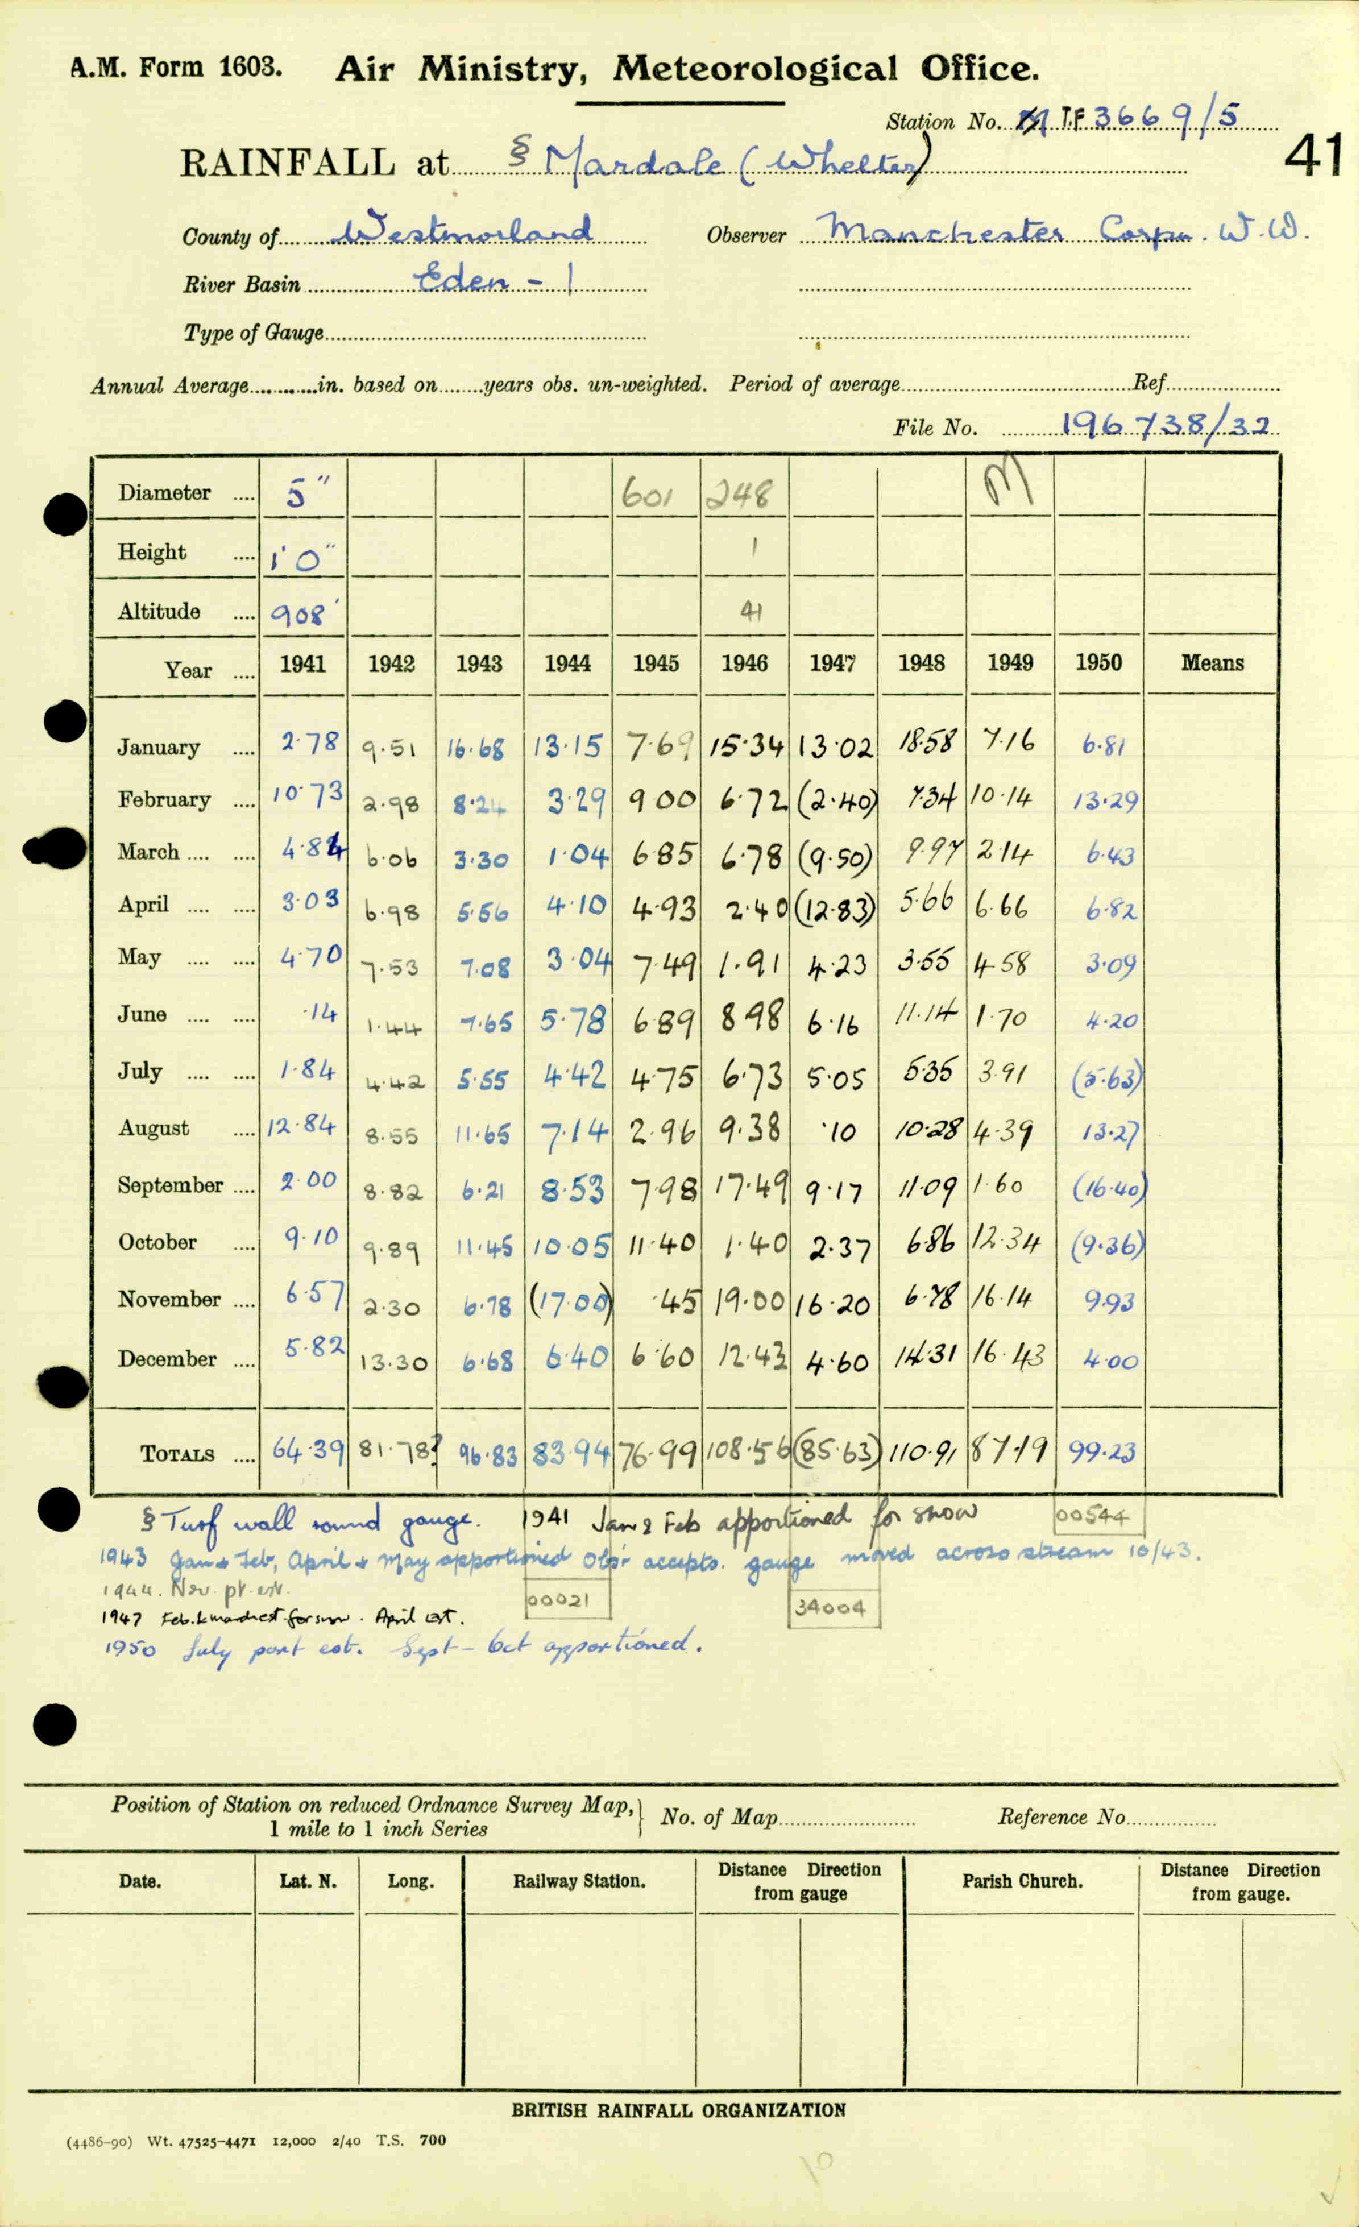 A.M. Form 1603. Air Ministry, Meteorological Office.
Station No. T.F 3669/5
41
RAINFALL at § Mardale (Whelter)
County of Westmorland Observer Manchester Corpn. W.W.
River Basin Eden - 1
Type of Gauge
Annual Average in. based on years obs. un-weighted. Period of average Ref
File No. 196738/32
Diameter 5" 601 248 M
Height 1'0" 1
Altitude 908' 41
Year 1941 1942 1943 1944 1945 1946 1947 1948 1949 1950 Means
January 2.78 9.51 16.68 13.15 7.69 15.34 13.02 18.58 7.16 6.81
February 10.73 2.98 8.24 3.29 9.00 6.72 (2.40) 7.34 10.14 13.29
March 4.84 6.06 3.30 1.04 6.85 6.78 (9.50) 9.97 2.14 6.43
April 3.03 6.98 5.56 4.10 4.93 2.40 (12.83) 5.66 6.66 6.82
May 4.70 7.53 7.08 3.04 7.49 1.91 4.23 3.55 4.58 3.09
June .14 1.44 7.65 5.78 6.89 8.98 6.16 11.14 1.70 4.20
July 1.84 4.42 5.55 4.42 4.75 6.73 5.05 5.35 3.91 (5.63)
August 12.84 8.55 11.65 7.14 2.96 9.38 .10 10.28 4.39 13.27
September 2.00 8.82 6.21 8.53 7.98 17.49 9.17 11.09 1.60 (16.40)
October 9.10 9.89 11.45 10.05 11.40 1.40 2.37 6.86 12.34 (9.36)
November 6.57 2.30 6.78 (17.00) .45 19.00 16.20 6.78 16.14 9.93
December 5.82 13.30 6.68 6.40 6.60 12.43 4.60 14.31 16.43 4.00
TOTALS 64.39 81.78? 96.83 83.94 76.99 108.56 (85.63) 110.91 87.19 99.23
§ Turf wall round gauge. 1941 Jan & Feb apportioned for snow 00544
1943 Jan & Feb, April & May apportioned Obs'r accepts. gauge moved across stream 10/43.
1944. Nov. pt. est. 00021 34004
1947 Feb. & March est for snow. April est.
1950 July part est. Sept - Oct apportioned.
Position of Station on reduced Ordnance Survey Map,
1 mile to 1 inch Series
No. of Map Reference No.
Date. Lat. N. Long. Railway Station. Distance Direction from gauge Parish Church. Distance Direction from gauge.
BRITISH RAINFALL ORGANIZATION
(4486-90) Wt. 47525-4471 12,000 2/40 T.S. 700
10